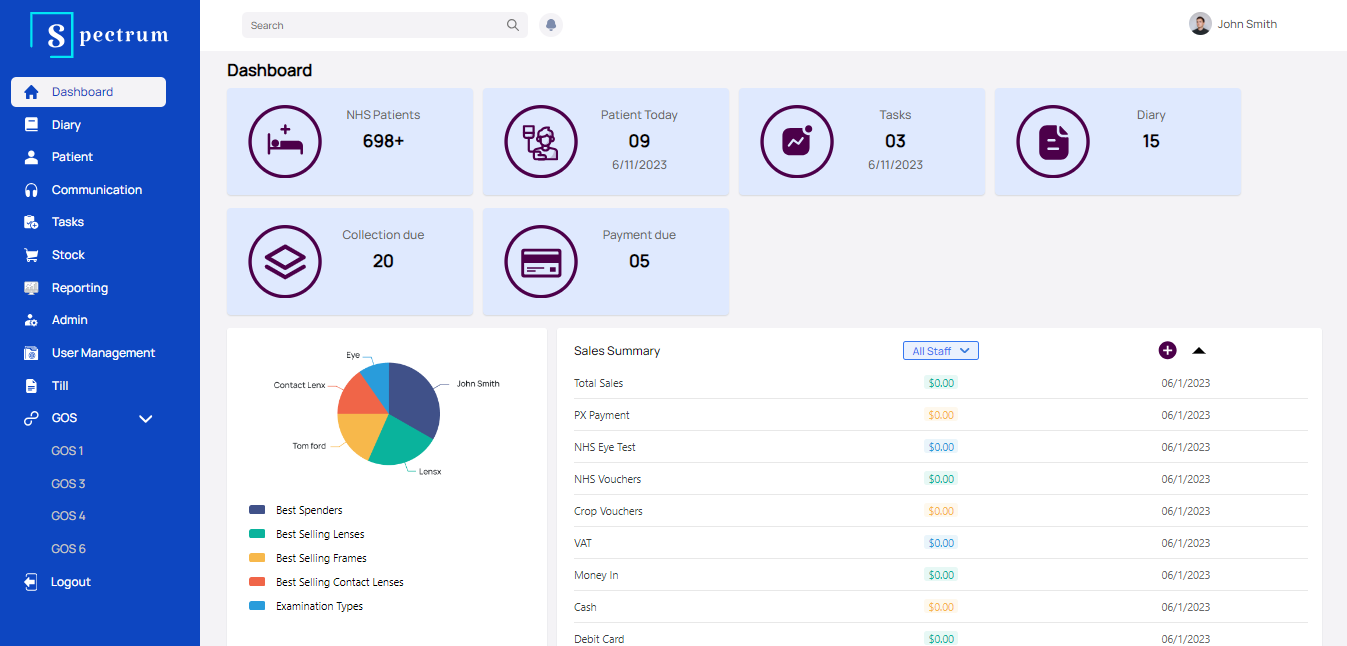 Spectrum
Search
John Smith
Dashboard
Diary
Patient
Communication
Tasks
Stock
Reporting
Admin
User Management
Till
GOS
GOS 1
GOS 3
GOS 4
GOS 6
Logout
Dashboard
NHS Patients
698+
Patient Today
09
6/11/2023
Tasks
03
6/11/2023
Diary
15
Collection due
20
Payment due
05
Eye
Contact Lenx
John Smith
Tom ford
Lensx
Best Spenders
Best Selling Lenses
Best Selling Frames
Best Selling Contact Lenses
Examination Types
Sales Summary All Staff
Total Sales $0.00 06/1/2023
PX Payment $0.00 06/1/2023
NHS Eye Test $0.00 06/1/2023
NHS Vouchers $0.00 06/1/2023
Crop Vouchers $0.00 06/1/2023
VAT $0.00 06/1/2023
Money In $0.00 06/1/2023
Cash $0.00 06/1/2023
Debit Card $0.00 06/1/2023